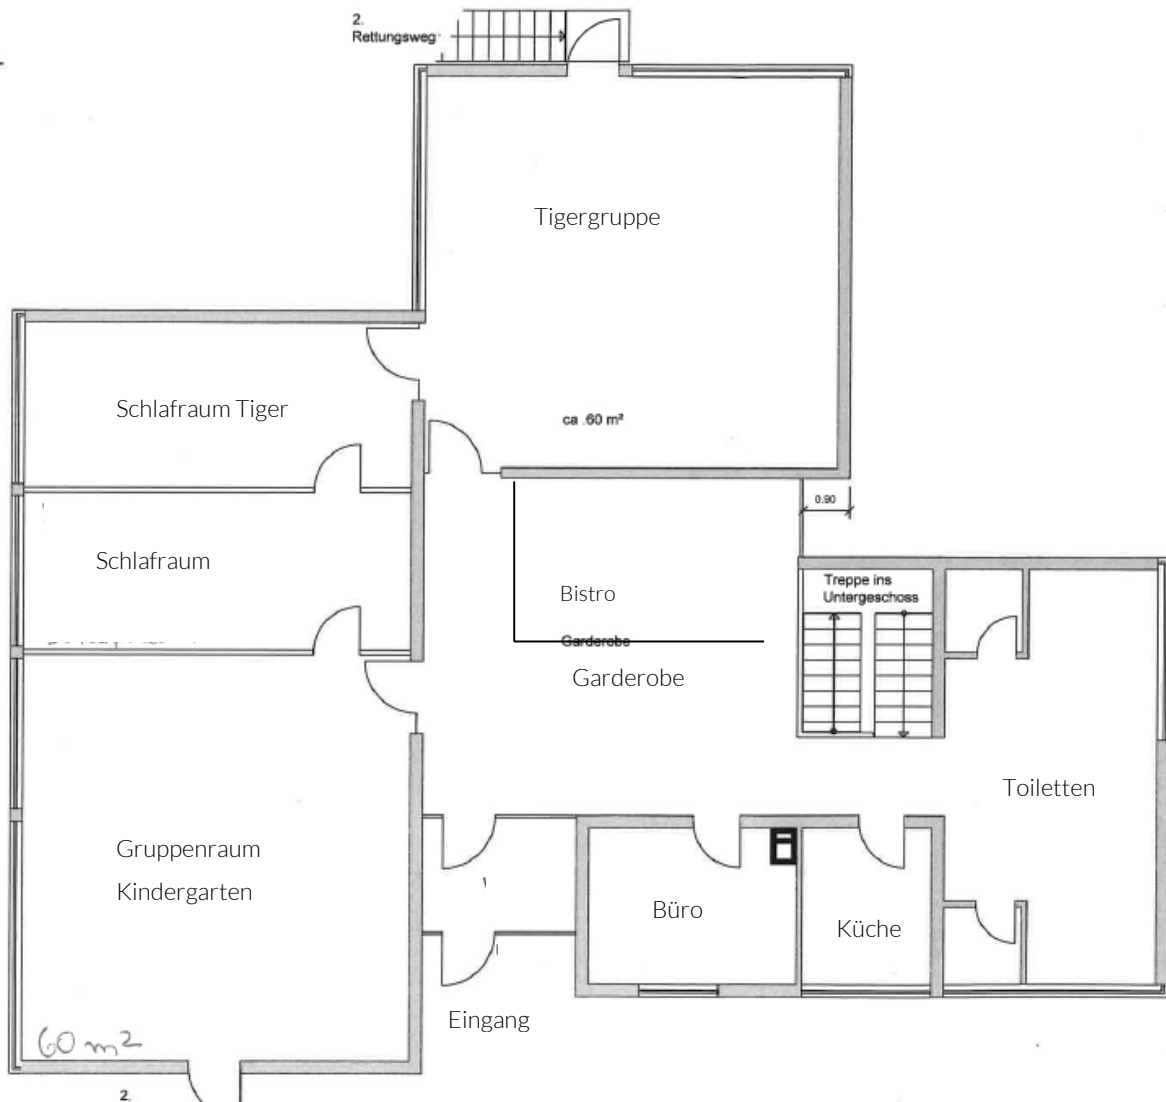 2.
Rettungsweg
Tigergruppe
Schlafraum Tiger
ca .60 m²
0.90
Schlafraum
Treppe ins
Untergeschoss
Bistro
Garderobe
Garderobe
Toiletten
Gruppenraum
Kindergarten
Büro
Küche
Eingang
60 m²
2.